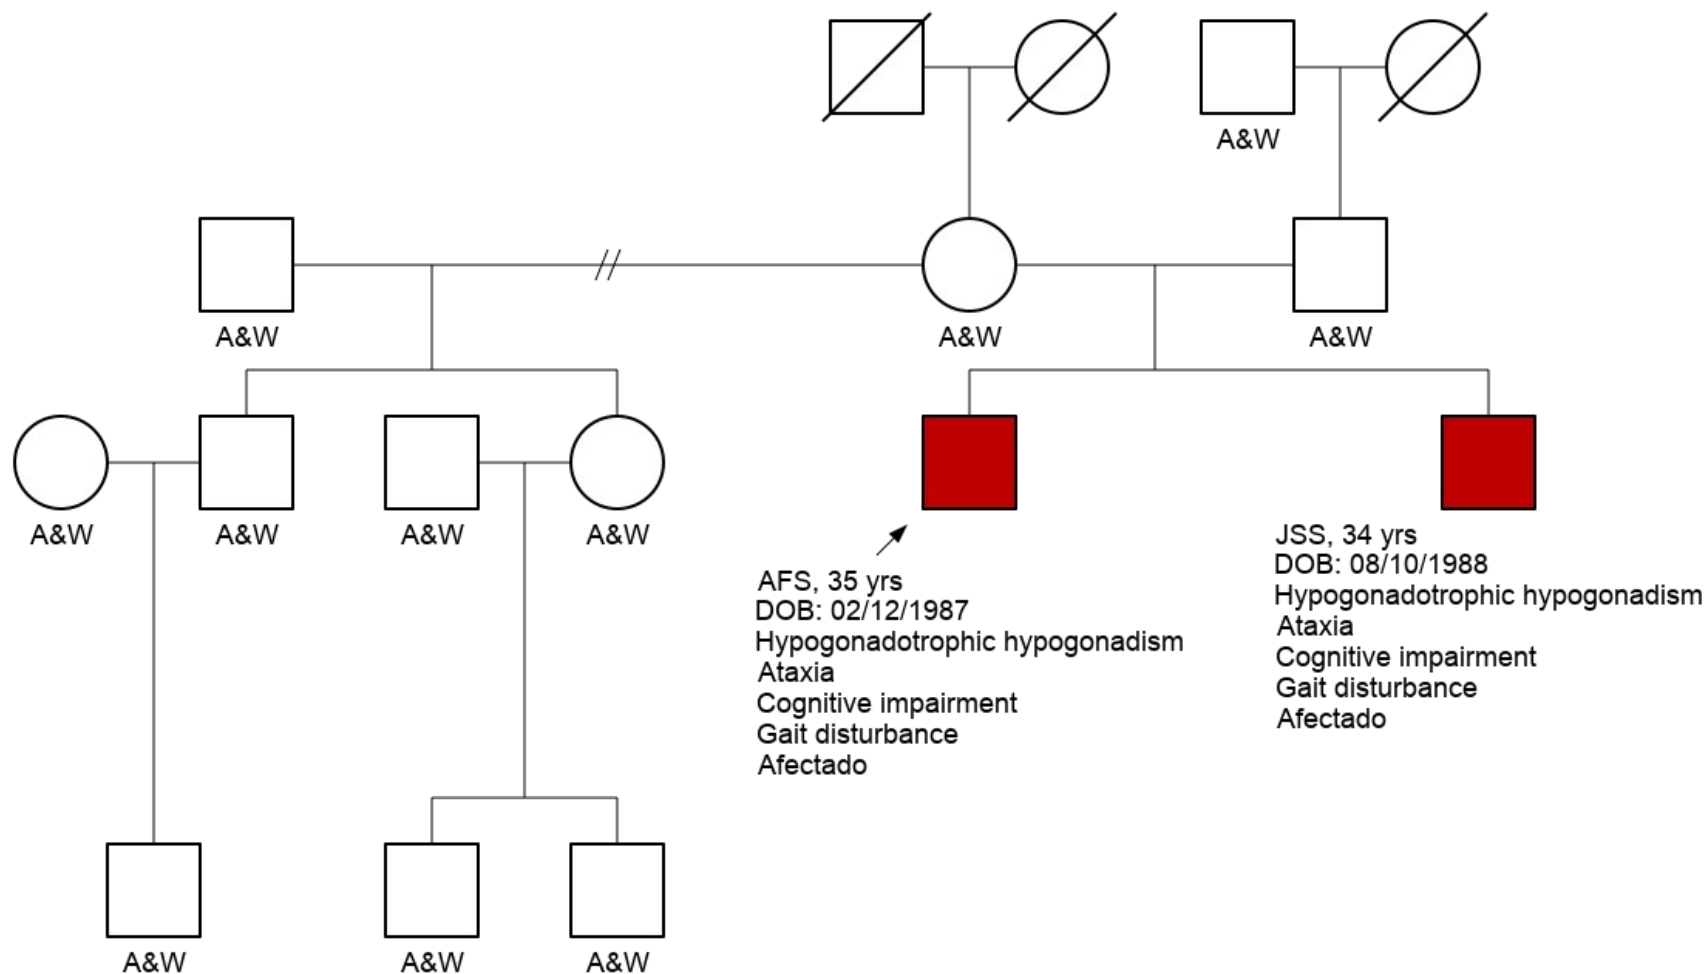 A&W
A&W
A&W
A&W
A&W
A&W
A&W
A&W
AFS, 35 yrs
DOB: 02/12/1987
Hypogonadotrophic hypogonadism
Ataxia
Cognitive impairment
Gait disturbance
Afectado
JSS, 34 yrs
DOB: 08/10/1988
Hypogonadotrophic hypogonadism
Ataxia
Cognitive impairment
Gait disturbance
Afectado
A&W
A&W
A&W